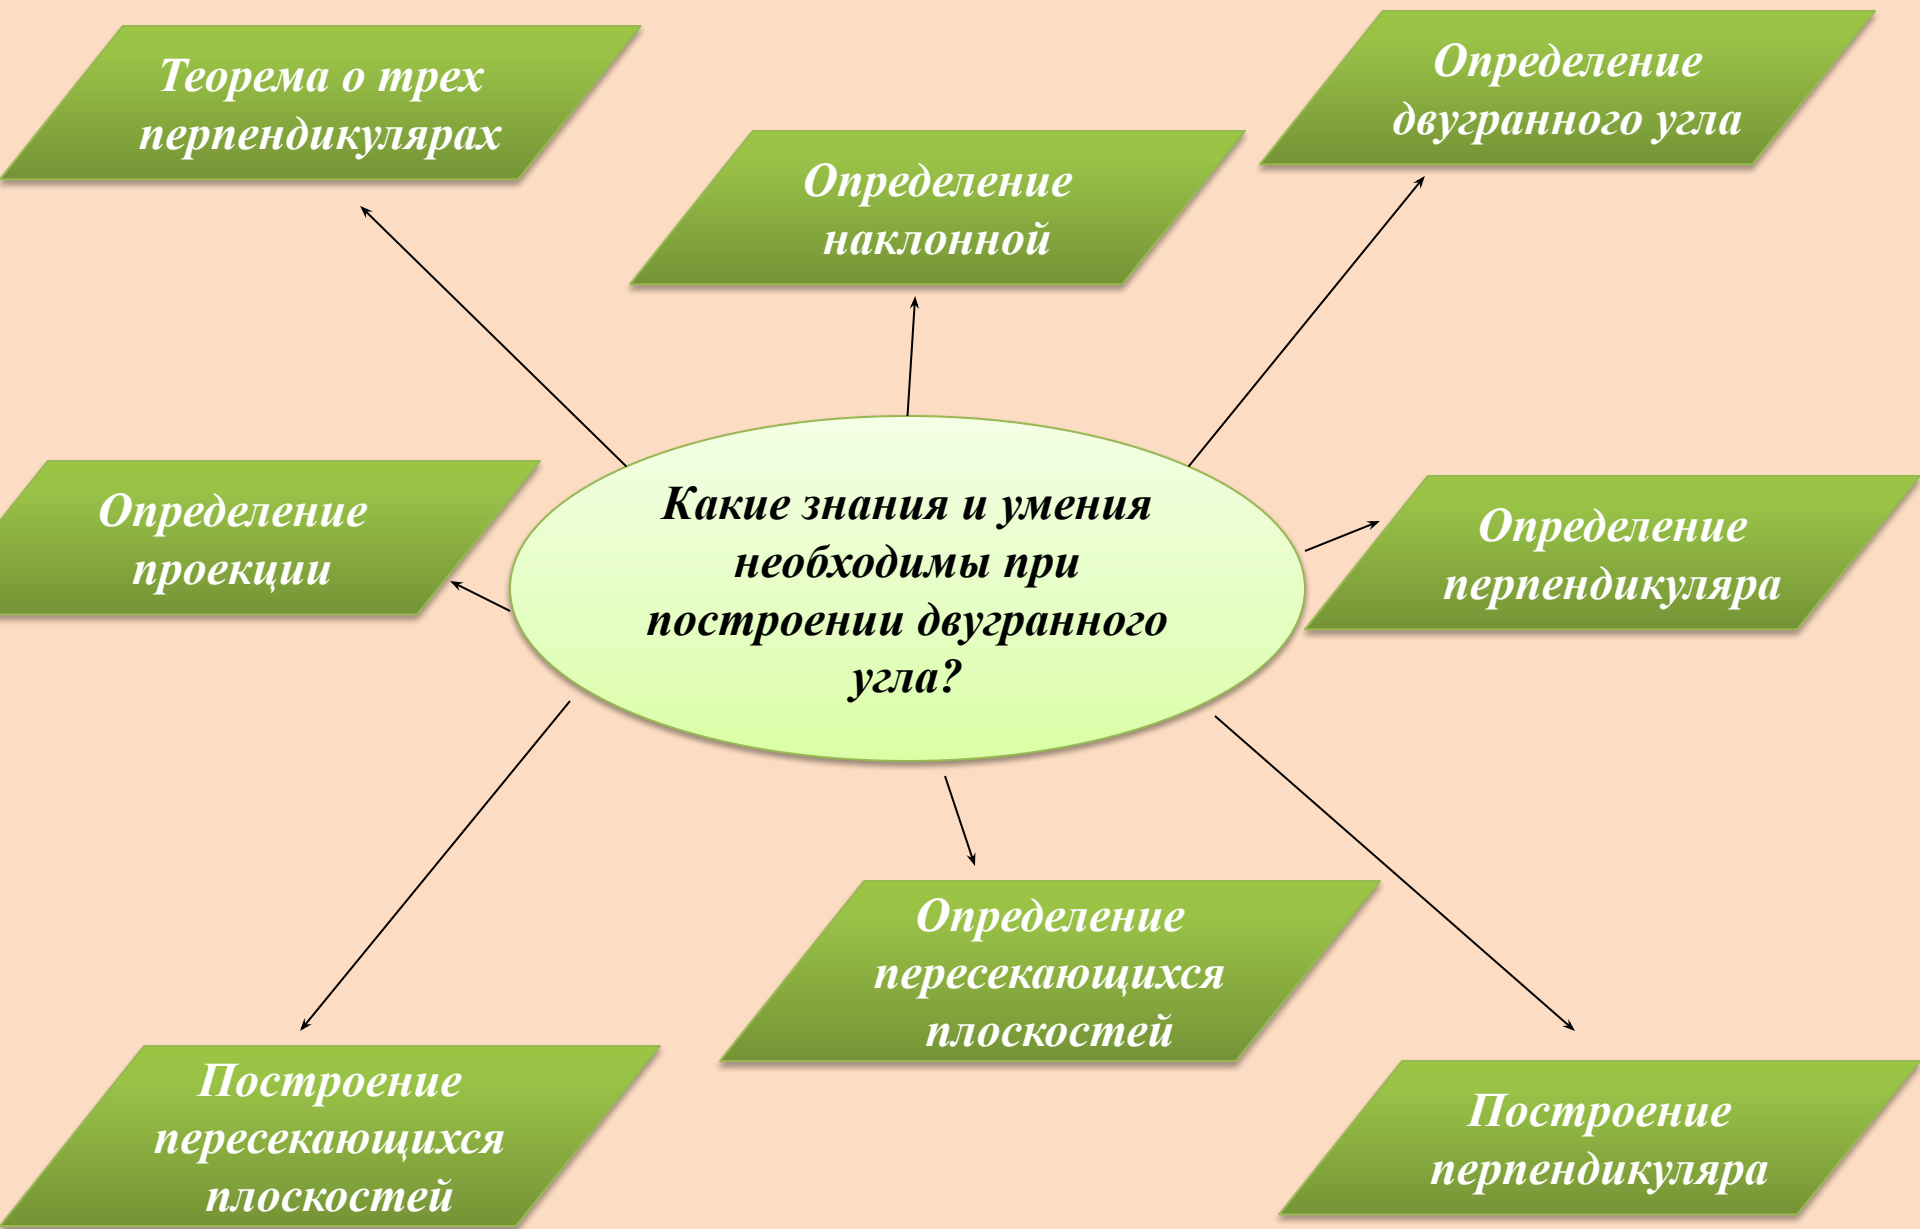 Теорема о трех
перпендикулярах
Определение
наклонной
Определение
двугранного угла
Определение
проекции
Какие знания и умения
необходимы при
построении двугранного
угла?
Определение
перпендикуляра
Построение
пересекающихся
плоскостей
Определение
пересекающихся
плоскостей
Построение
перпендикуляра